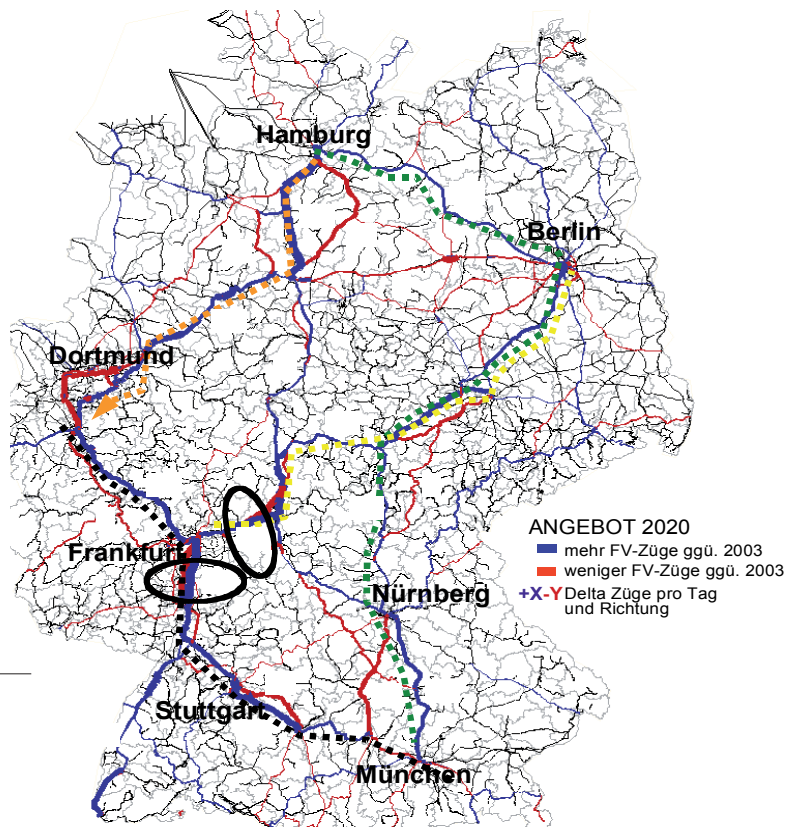 Hamburg
Berlin
Dortmund
Frankfurt
Nürnberg
Stuttgart
München
ANGEBOT 2020
mehr FV-Züge ggü. 2003
weniger FV-Züge ggü. 2003
+X-Y Delta Züge pro Tag
und Richtung